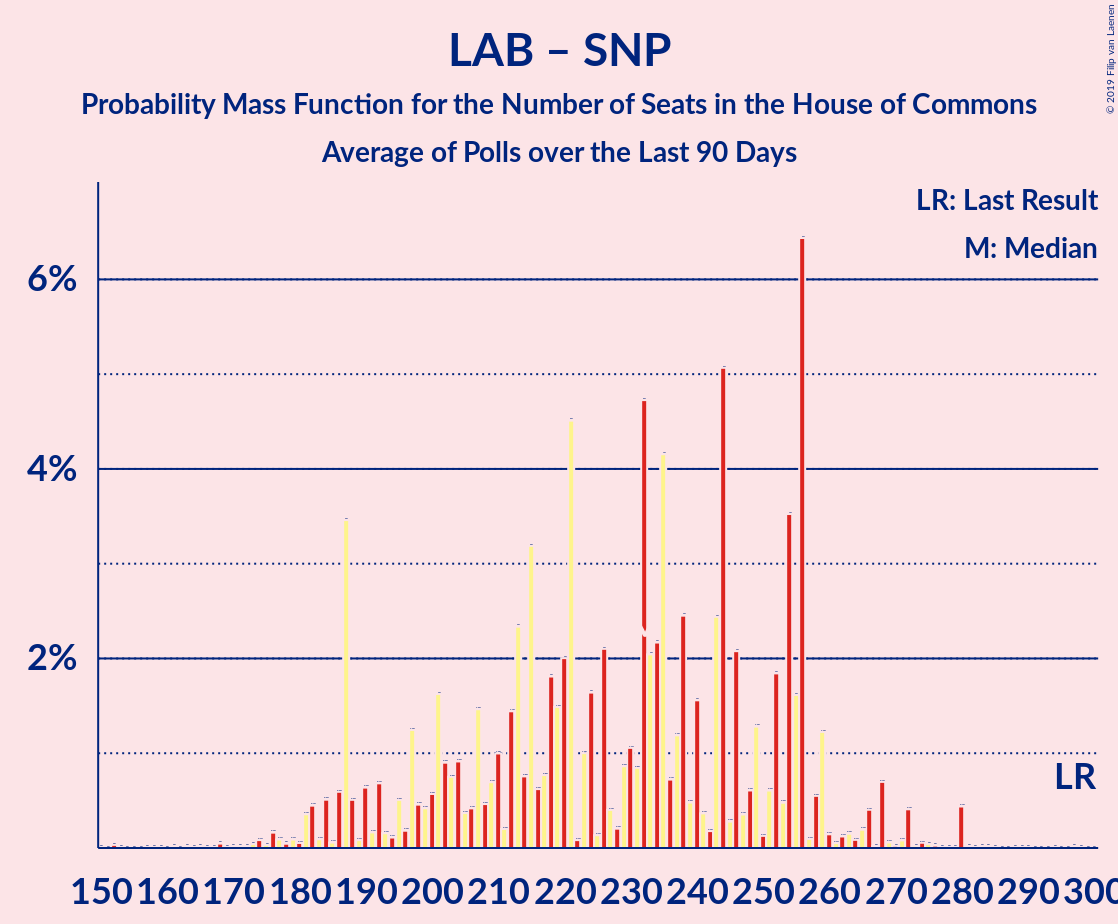 LAB – SNP
Probability Mass Function for the Number of Seats in the House of Commons
Average of Polls over the Last 90 Days
© 2019 Filip van Laenen
LR: Last Result
M: Median
6%
4%
2%
LR
150 160 170 180 190 200 210 220 230 240 250 260 270 280 290 300